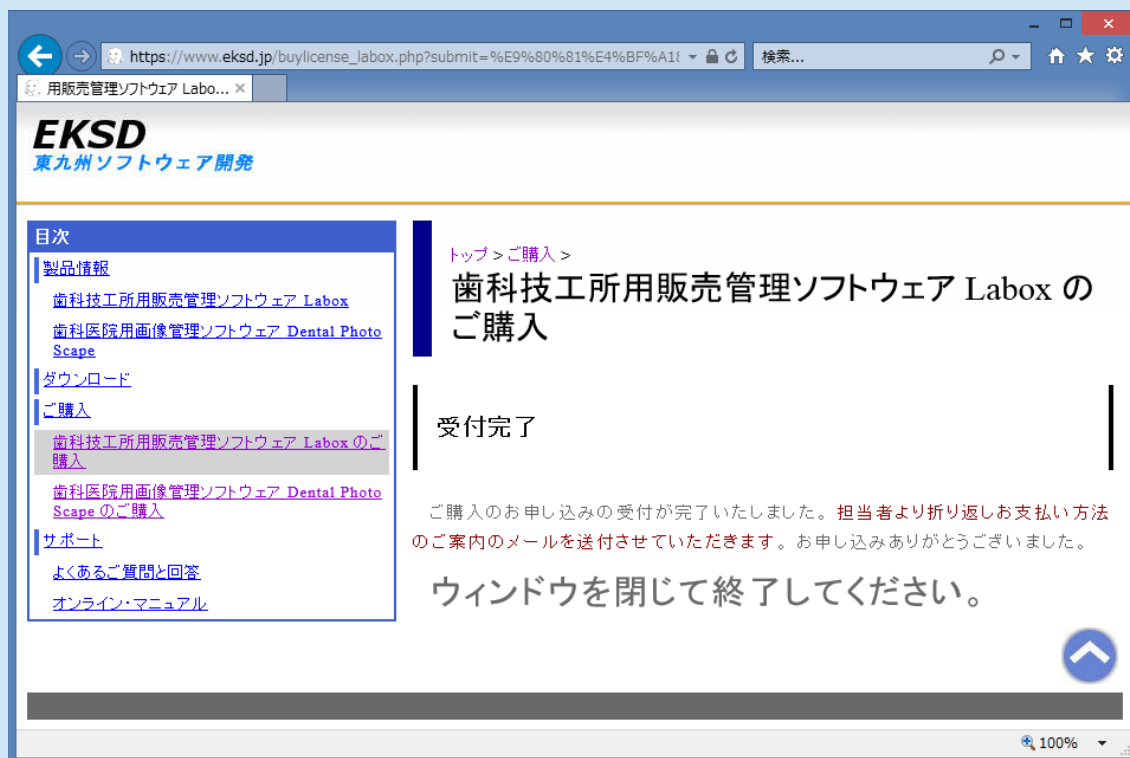 https://www.eksd.jp/buylicense_labox.php?submit=%E9%80%81%E4%BF%A1
検索...
用販売管理ソフトウェア Labo...
EKSD
東九州ソフトウェア開発
目次
製品情報
歯科技工所用販売管理ソフトウェア Labox
歯科医院用画像管理ソフトウェア Dental Photo
Scape
ダウンロード
ご購入
歯科技工所用販売管理ソフトウェア Labox のご
購入
歯科医院用画像管理ソフトウェア Dental Photo
Scape のご購入
サポート
よくあるご質問と回答
オンライン・マニュアル
トップ > ご購入 >
歯科技工所用販売管理ソフトウェア Labox の
ご購入
受付完了
ご購入のお申し込みの受付が完了いたしました。担当者より折り返しお支払い方法
のご案内のメールを送付させていただきます。お申し込みありがとうございました。
ウィンドウを閉じて終了してください。
100%